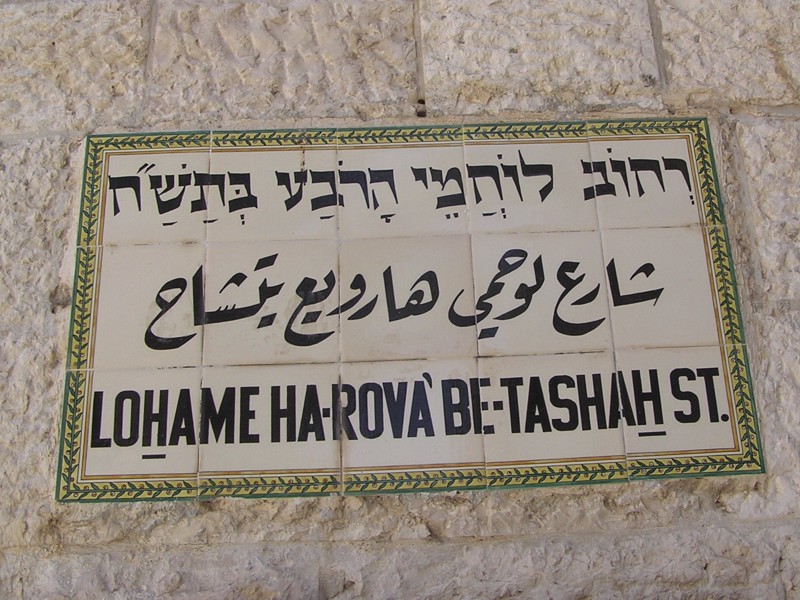 רְחוֹב לוֹחֲמֵי הָרֹבַע בְּתַשַׁ״ח
شارع لوحمي هاروبع بتشاح
LOHAME HA-ROVA` BE-TASHAH ST.